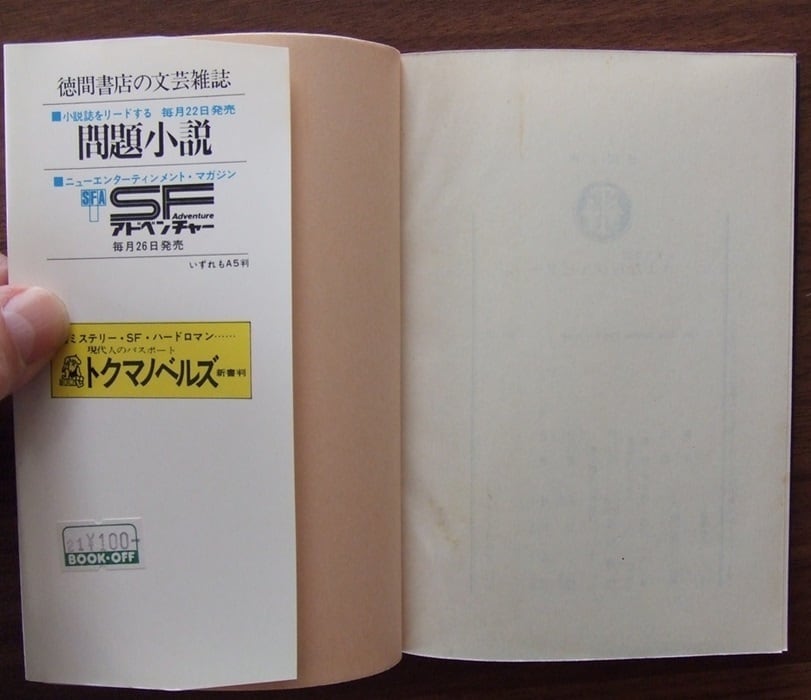 徳間書店の文芸雑誌
■小説誌をリードする 毎月22日発売
問題小説
■ニューエンターティンメント・マガジン
SFA
SF
Adventure
アドベンチャー
毎月26日発売
いずれもA5判
ミステリー・SF・ハードロマン……
現代人のパスポート
トクマノベルズ 新書判
21 ¥100-
BOOK・OFF